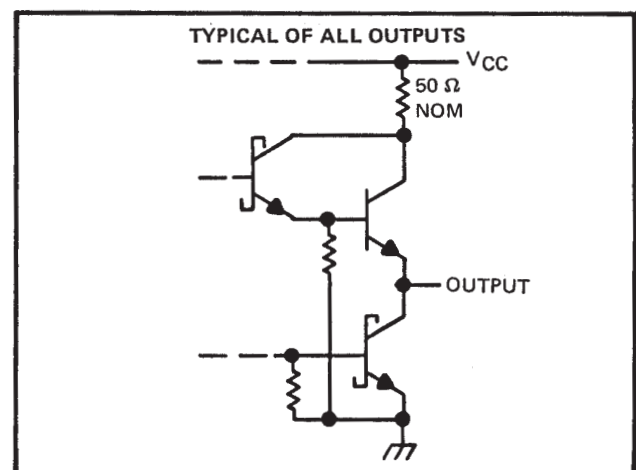 TYPICAL OF ALL OUTPUTS
VCC
50 Ω
NOM
OUTPUT